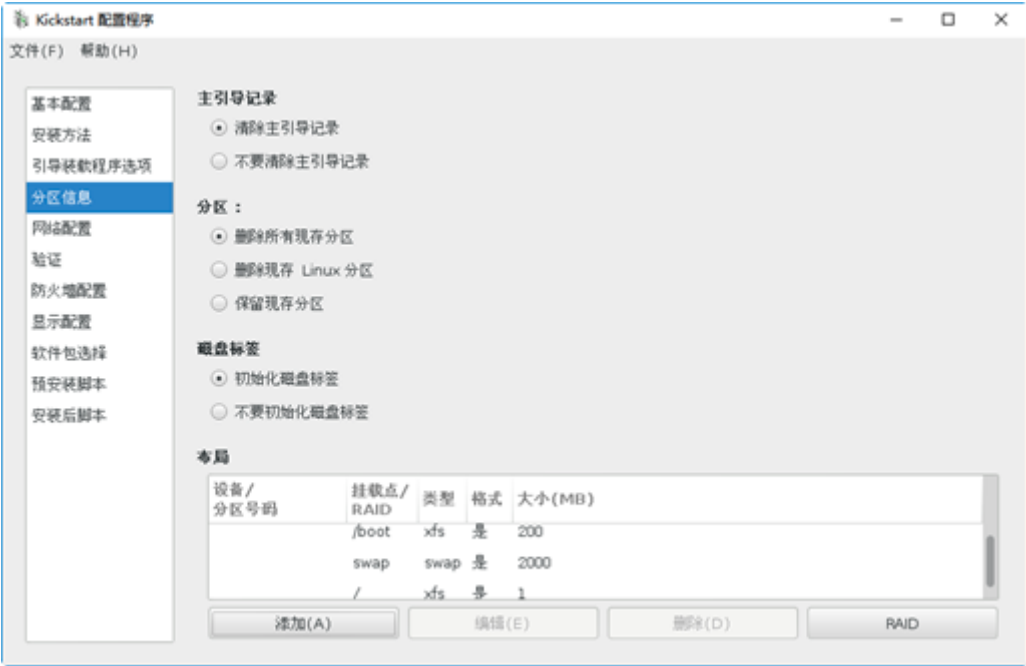 Kickstart 配置程序
文件(F) 帮助(H)
基本配置
安装方法
引导装载程序选项
分区信息
网络配置
验证
防火墙配置
显示配置
软件包选择
预安装脚本
安装后脚本
主引导记录
清除主引导记录
不要清除主引导记录
分区：
删除所有现存分区
删除现存 Linux 分区
保留现存分区
磁盘标签
初始化磁盘标签
不要初始化磁盘标签
布局
设备/
分区号码
挂载点/
RAID
类型 格式 大小(MB)
/boot xfs 是 200
swap swap 是 2000
/ xfs 是 1
添加(A) 编辑(E) 删除(D) RAID